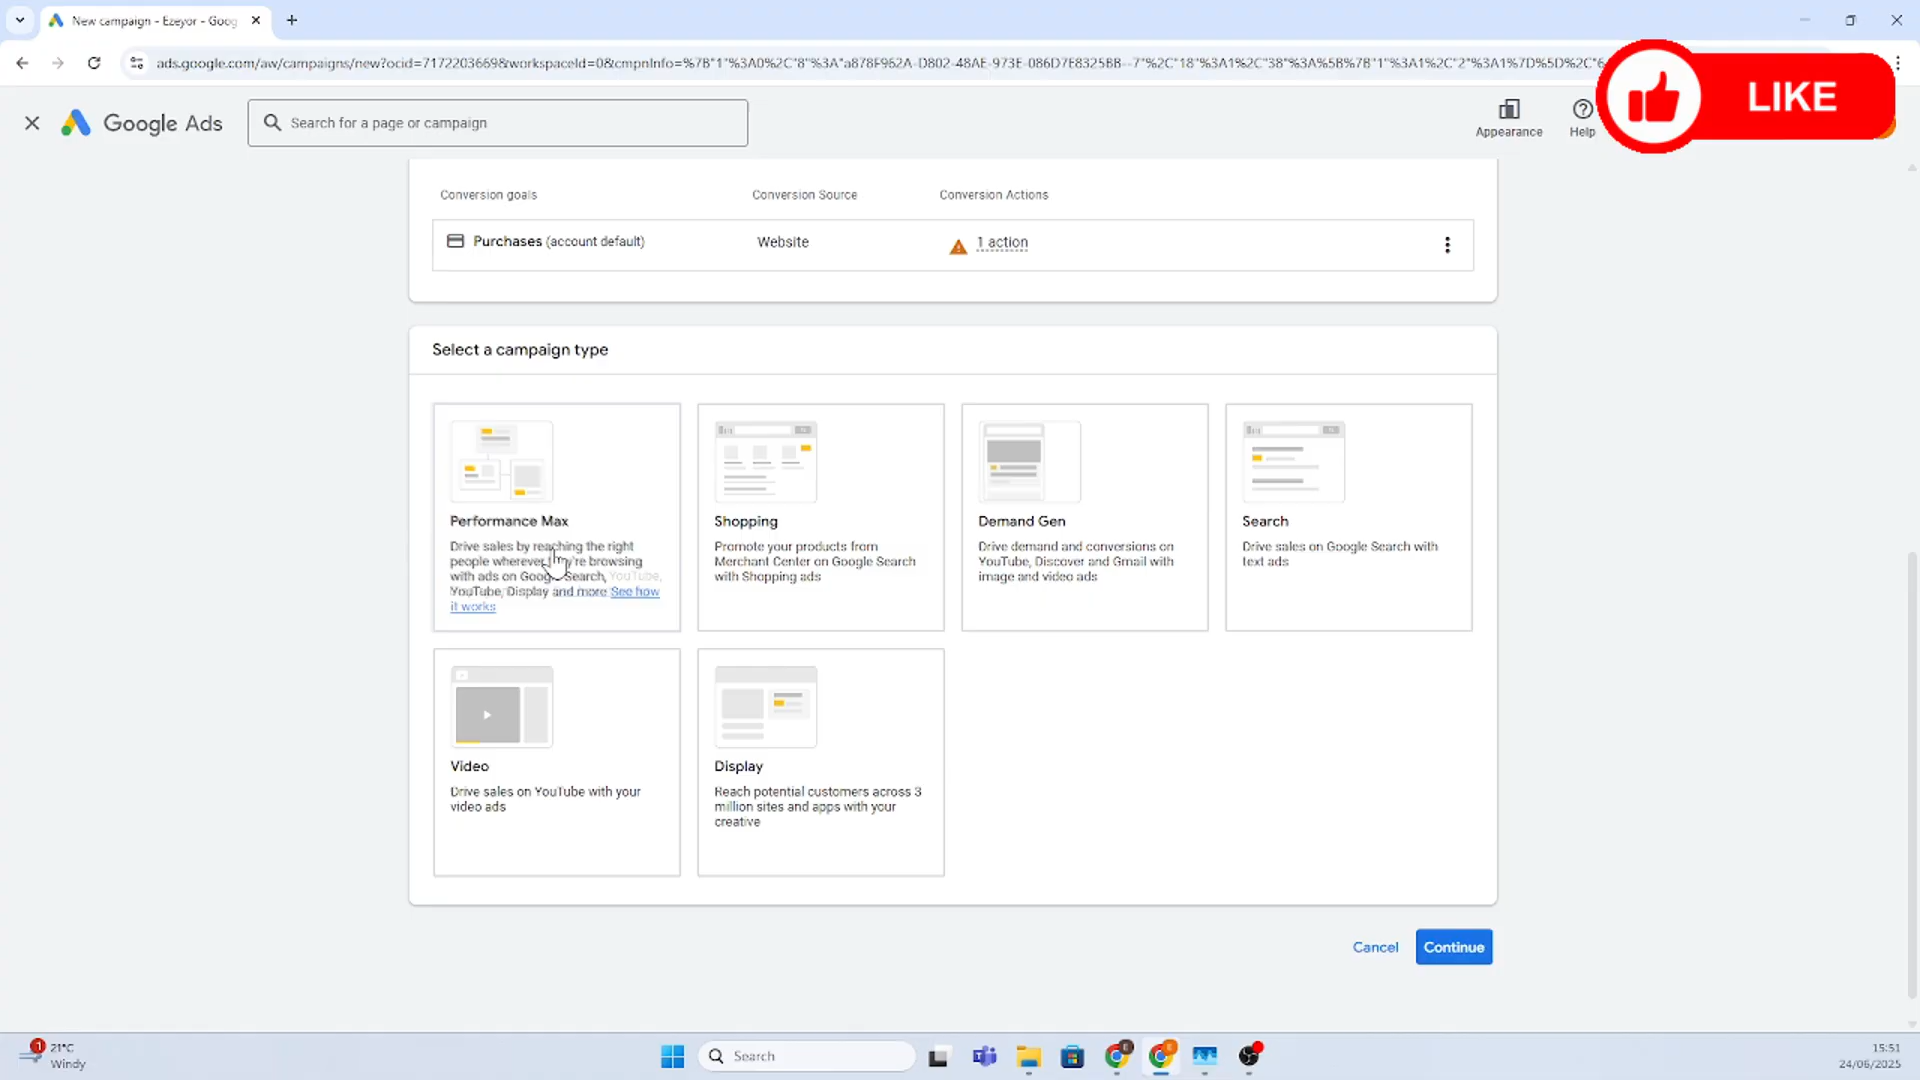 New campaign - Ezeyor - Goog
ads.google.com/aw/campaigns/new?ocid=7172203669&workspaceId=0&cmpnInfo=%7B"1"%3A0%2C"8"%3A"a878F962A-D802-48AE-973E-086D7E8325BB--7"%2C"18"%3A1%2C"38"%3A%5B%7B"1"%3A1%2C"2"%3A1%7D%5D%2C"6
Google Ads
Search for a page or campaign
Appearance
Help
LIKE
Conversion goals
Conversion Source
Conversion Actions
Purchases (account default)
Website
1 action
Select a campaign type
Performance Max
Drive sales by reaching the right
people wherever they're browsing
with ads on Google Search, YouTube,
YouTube, Display and more See how
it works
Shopping
Promote your products from
Merchant Center on Google Search
with Shopping ads
Demand Gen
Drive demand and conversions on
YouTube, Discover and Gmail with
image and video ads
Search
Drive sales on Google Search with
text ads
Video
Drive sales on YouTube with your
video ads
Display
Reach potential customers across 3
million sites and apps with your
creative
Cancel
Continue
1
21°C
Windy
Search
15:51
24/06/2025